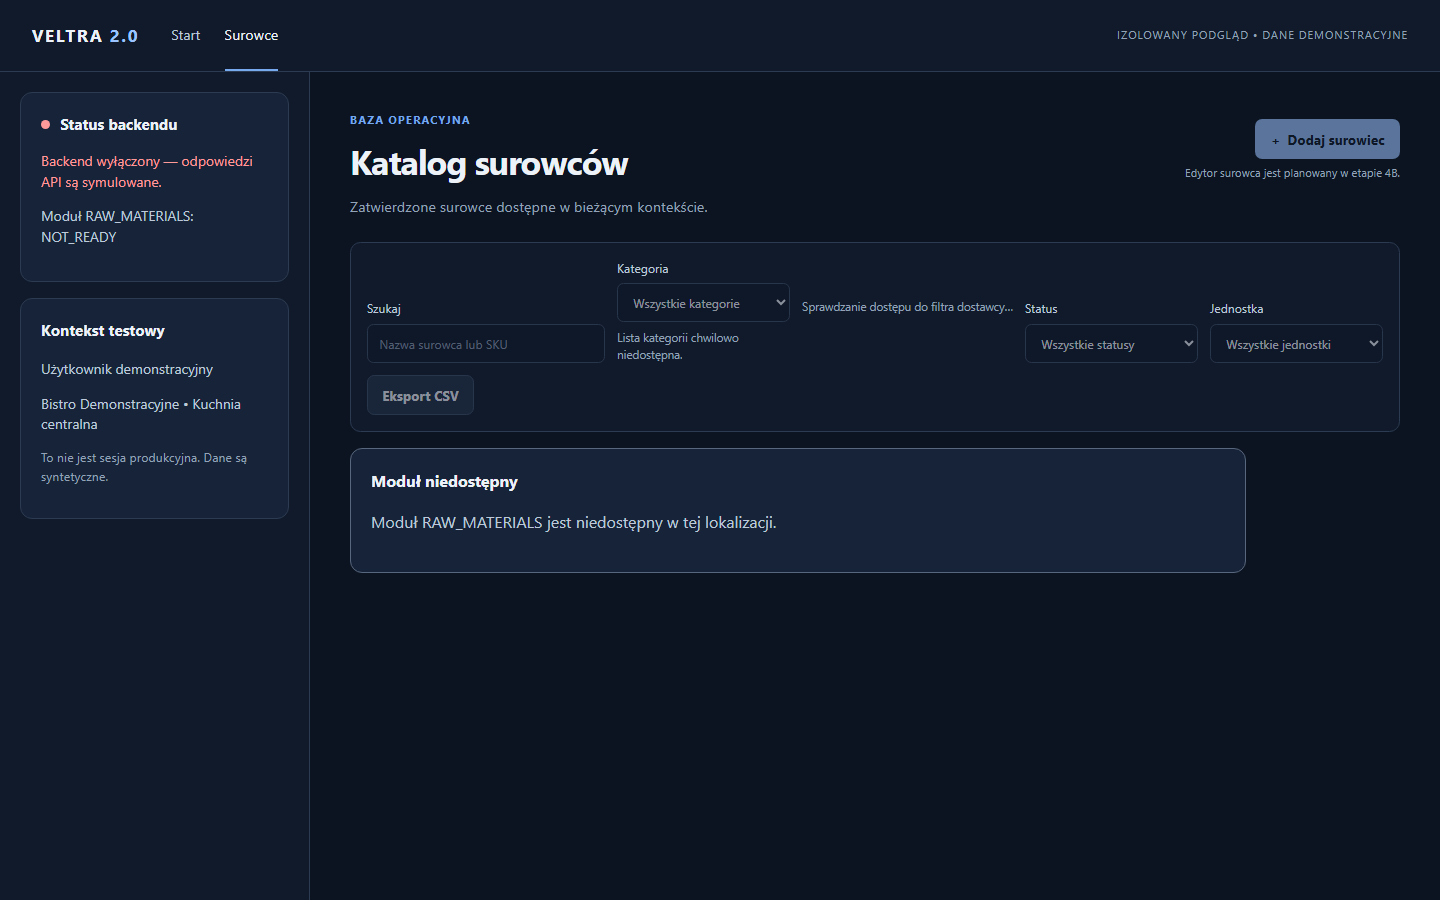 VELTRA 2.0
Start
Surowce
IZOLOWANY PODGLĄD • DANE DEMONSTRACYJNE
Status backendu
Backend wyłączony — odpowiedzi
API są symulowane.
Moduł RAW_MATERIALS:
NOT_READY
Kontekst testowy
Użytkownik demonstracyjny
Bistro Demonstracyjne • Kuchnia
centralna
To nie jest sesja produkcyjna. Dane są
syntetyczne.
BAZA OPERACYJNA
Katalog surowców
Zatwierdzone surowce dostępne w bieżącym kontekście.
+ Dodaj surowiec
Edytor surowca jest planowany w etapie 4B.
Szukaj
Nazwa surowca lub SKU
Kategoria
Wszystkie kategorie
Lista kategorii chwilowo
niedostępna.
Sprawdzanie dostępu do filtra dostawcy...
Status
Wszystkie statusy
Jednostka
Wszystkie jednostki
Eksport CSV
Moduł niedostępny
Moduł RAW_MATERIALS jest niedostępny w tej lokalizacji.